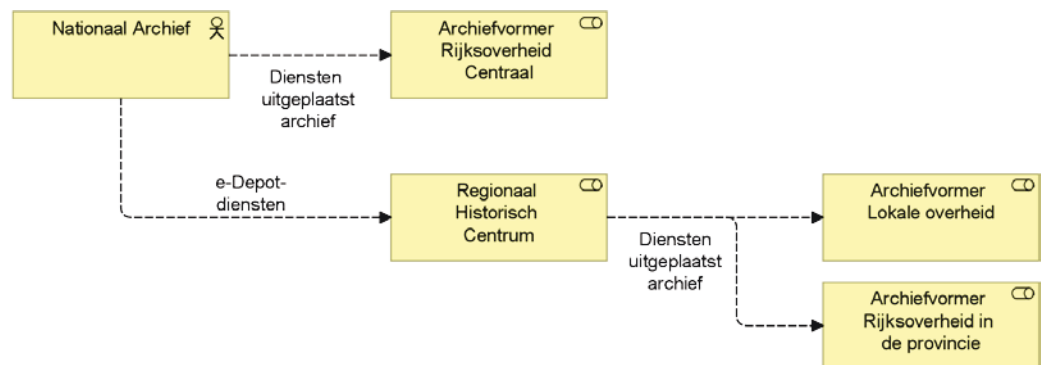 Nationaal Archief
Archiefvormer
Rijksoverheid
Centraal
Diensten
uitgeplaatst
archief
e-Depot-
diensten
Regionaal
Historisch
Centrum
Diensten
uitgeplaatst
archief
Archiefvormer
Lokale overheid
Archiefvormer
Rijksoverheid in
de provincie